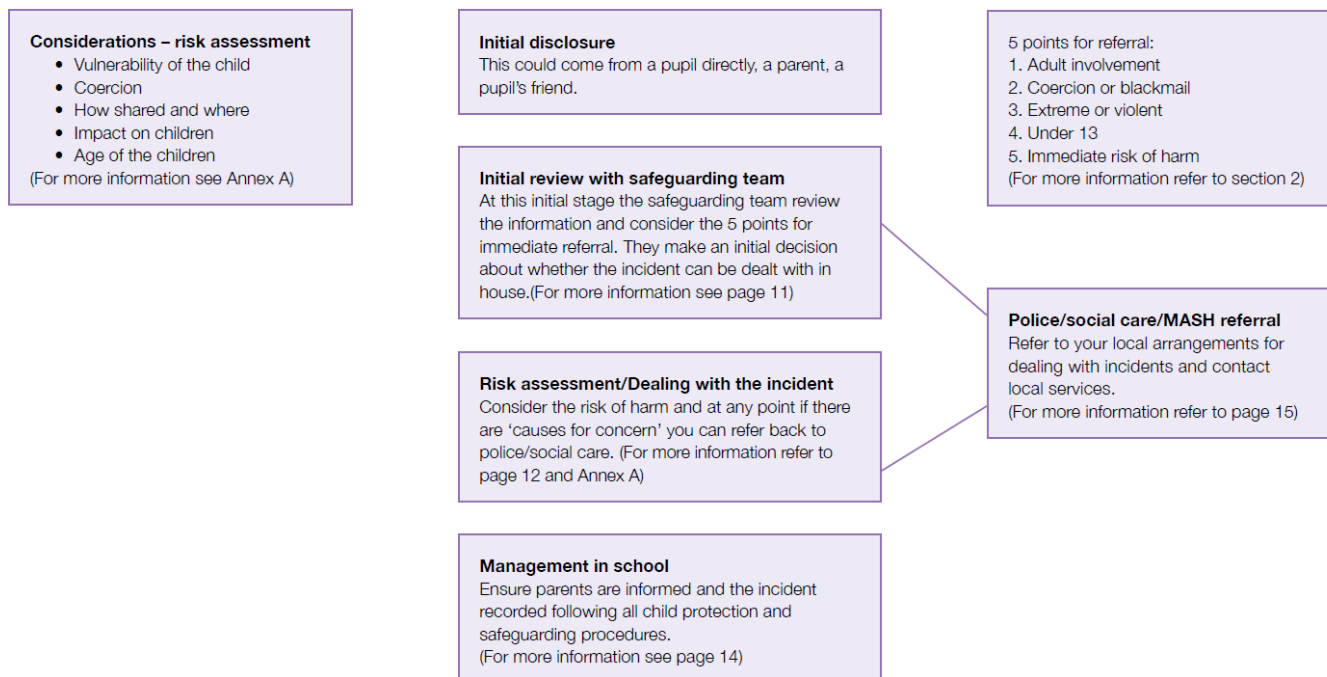 Considerations – risk assessment
• Vulnerability of the child
• Coercion
• How shared and where
• Impact on children
• Age of the children
(For more information see Annex A)
Initial disclosure
This could come from a pupil directly, a parent, a
pupil's friend.
Initial review with safeguarding team
At this initial stage the safeguarding team review
the information and consider the 5 points for
immediate referral. They make an initial decision
about whether the incident can be dealt with in
house.(For more information see page 11)
Risk assessment/Dealing with the incident
Consider the risk of harm and at any point if there
are 'causes for concern' you can refer back to
police/social care. (For more information refer to
page 12 and Annex A)
Management in school
Ensure parents are informed and the incident
recorded following all child protection and
safeguarding procedures.
(For more information see page 14)
5 points for referral:
1. Adult involvement
2. Coercion or blackmail
3. Extreme or violent
4. Under 13
5. Immediate risk of harm
(For more information refer to section 2)
Police/social care/MASH referral
Refer to your local arrangements for
dealing with incidents and contact
local services.
(For more information refer to page 15)